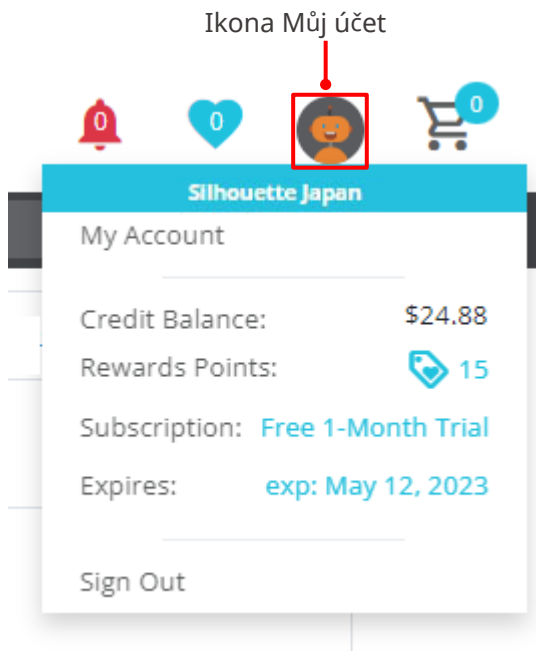 Ikona Můj účet
0
0
0
Silhouette Japan
My Account
Credit Balance: $24.88
Rewards Points: 15
Subscription: Free 1-Month Trial
Expires: exp: May 12, 2023
Sign Out